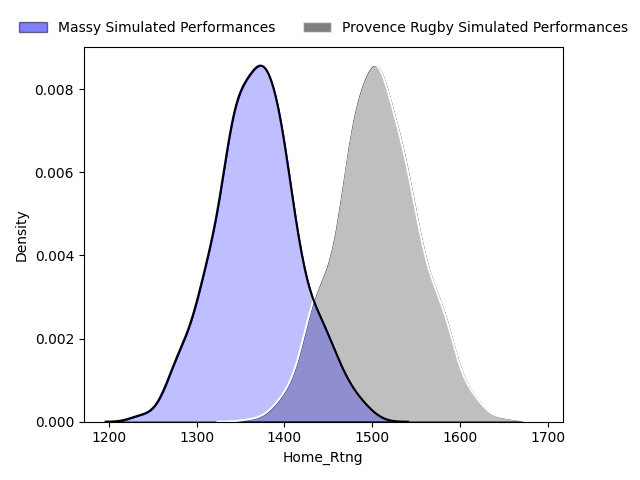 Massy Simulated Performances
Provence Rugby Simulated Performances
Density
0.008
0.006
0.004
0.002
0.000
1200
1300
1400
1500
1600
1700
Home_Rtng